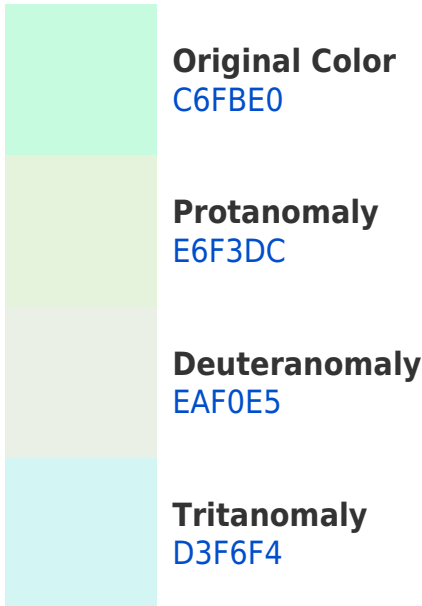 Original Color
C6FBE0
Protanomaly
E6F3DC
Deuteranomaly
EAF0E5
Tritanomaly
D3F6F4